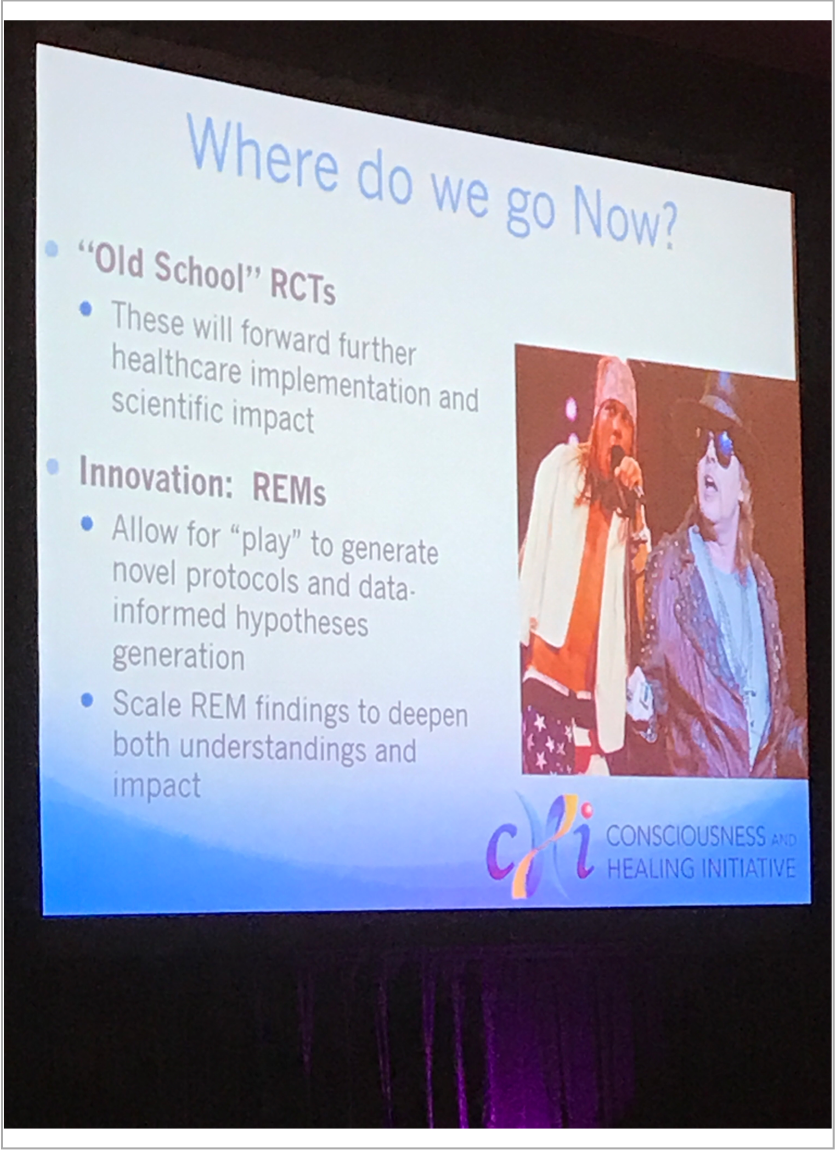 Where do we go Now?
“Old School” RCTs
These will forward further
healthcare implementation and
scientific impact
Innovation: REMs
Allow for “play” to generate
novel protocols and data-
informed hypotheses
generation
Scale REM findings to deepen
both understandings and
impact
cHi CONSCIOUSNESS AND
HEALING INITIATIVE